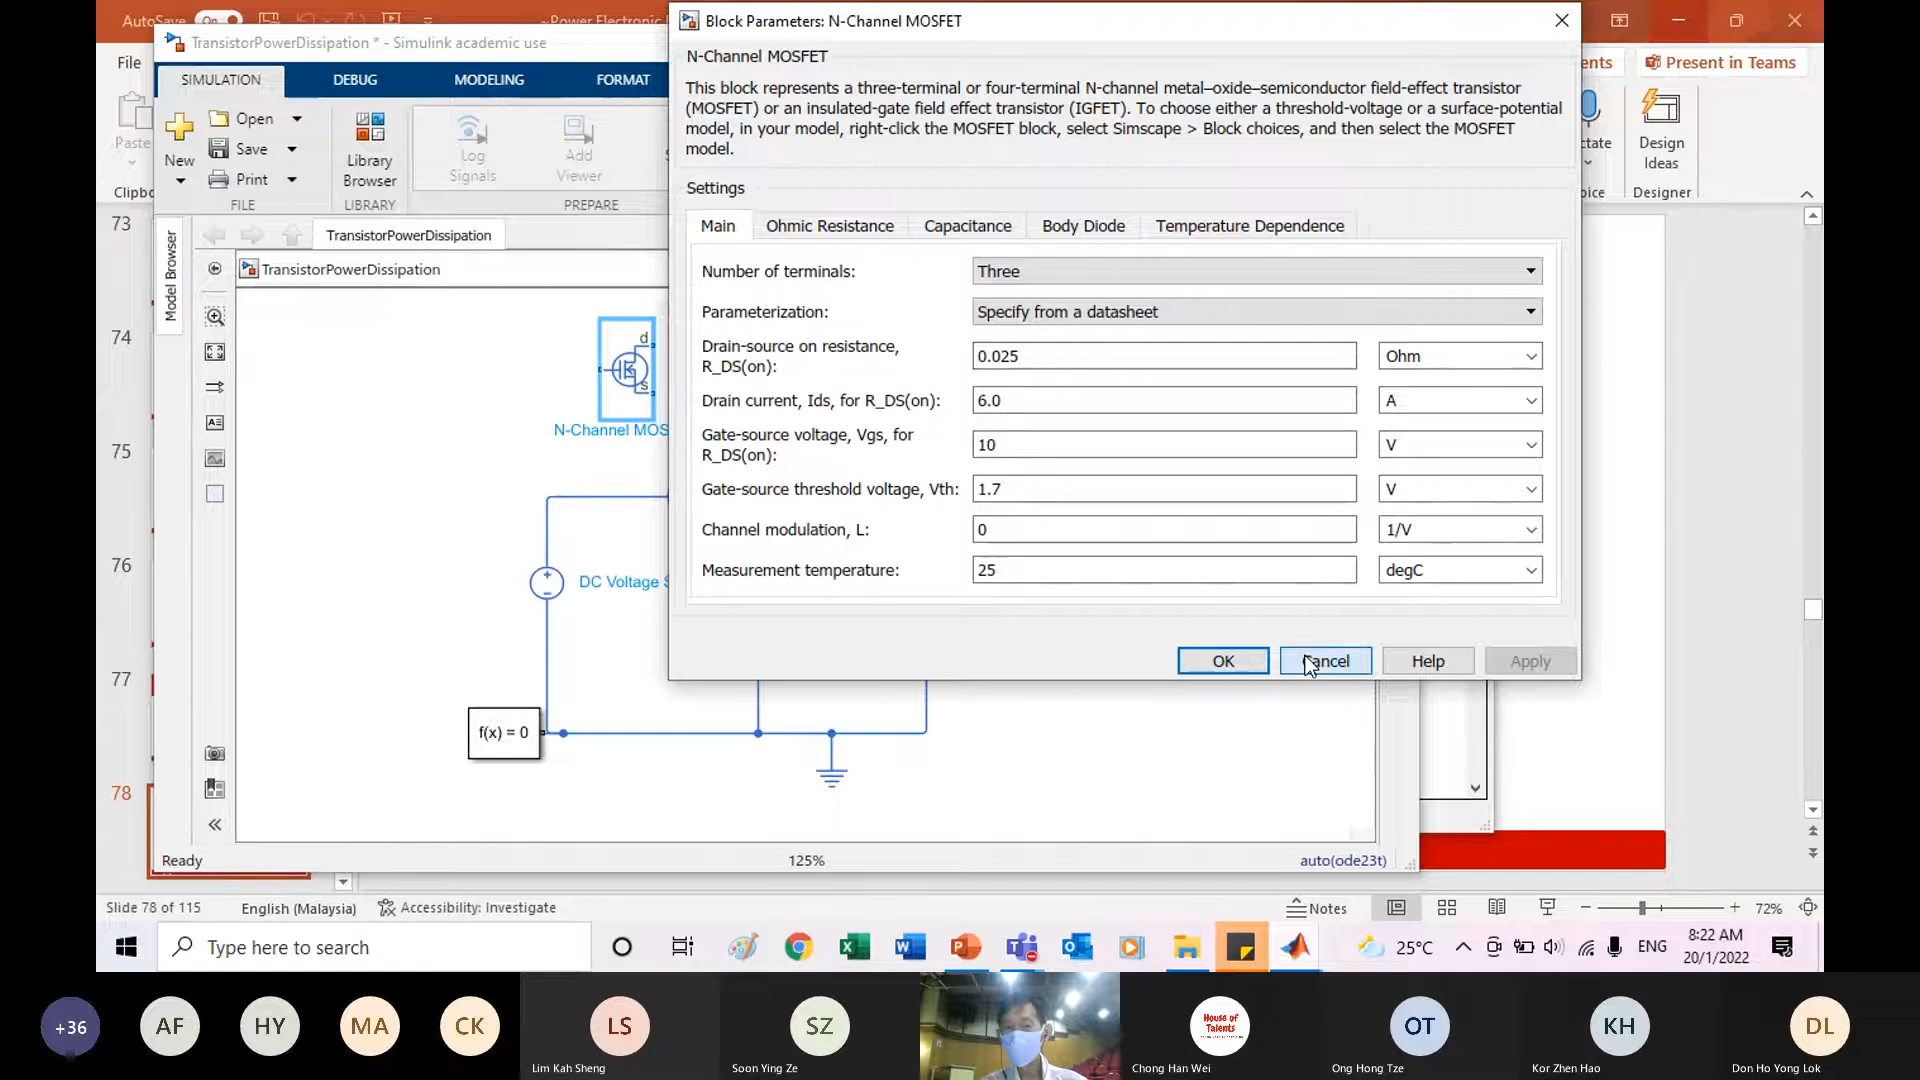 AutoSave On
~Power Electronic
TransistorPowerDissipation * - Simulink academic use
Block Parameters: N-Channel MOSFET
File
SIMULATION
DEBUG
MODELING
FORMAT
Present in Teams
Paste
New
Open
Save
Print
Library
Browser
Log
Signals
Add
Viewer
Design
Ideas
FILE
LIBRARY
PREPARE
Designer
N-Channel MOSFET
This block represents a three-terminal or four-terminal N-channel metal–oxide–semiconductor field-effect transistor
(MOSFET) or an insulated-gate field effect transistor (IGFET). To choose either a threshold-voltage or a surface-potential
model, in your model, right-click the MOSFET block, select Simscape > Block choices, and then select the MOSFET
model.
Settings
Main
Ohmic Resistance
Capacitance
Body Diode
Temperature Dependence
Number of terminals:
Three
Parameterization:
Specify from a datasheet
Drain-source on resistance,
R_DS(on):
0.025
Ohm
Drain current, Ids, for R_DS(on):
6.0
A
Gate-source voltage, Vgs, for
R_DS(on):
10
V
Gate-source threshold voltage, Vth:
1.7
V
Channel modulation, L:
0
1/V
Measurement temperature:
25
degC
OK
Cancel
Help
Apply
73
74
75
76
77
78
Model Browser
TransistorPowerDissipation
TransistorPowerDissipation
d
s
N-Channel MOS
DC Voltage S
f(x) = 0
Ready
125%
auto(ode23t)
Slide 78 of 115
English (Malaysia)
Accessibility: Investigate
Notes
72%
Type here to search
25°C
ENG
8:22 AM
20/1/2022
+36
AF
HY
MA
CK
LS
SZ
House of
Talents
OT
KH
DL
Lim Kah Sheng
Soon Ying Ze
Chong Han Wei
Ong Hong Tze
Kor Zhen Hao
Don Ho Yong Lok